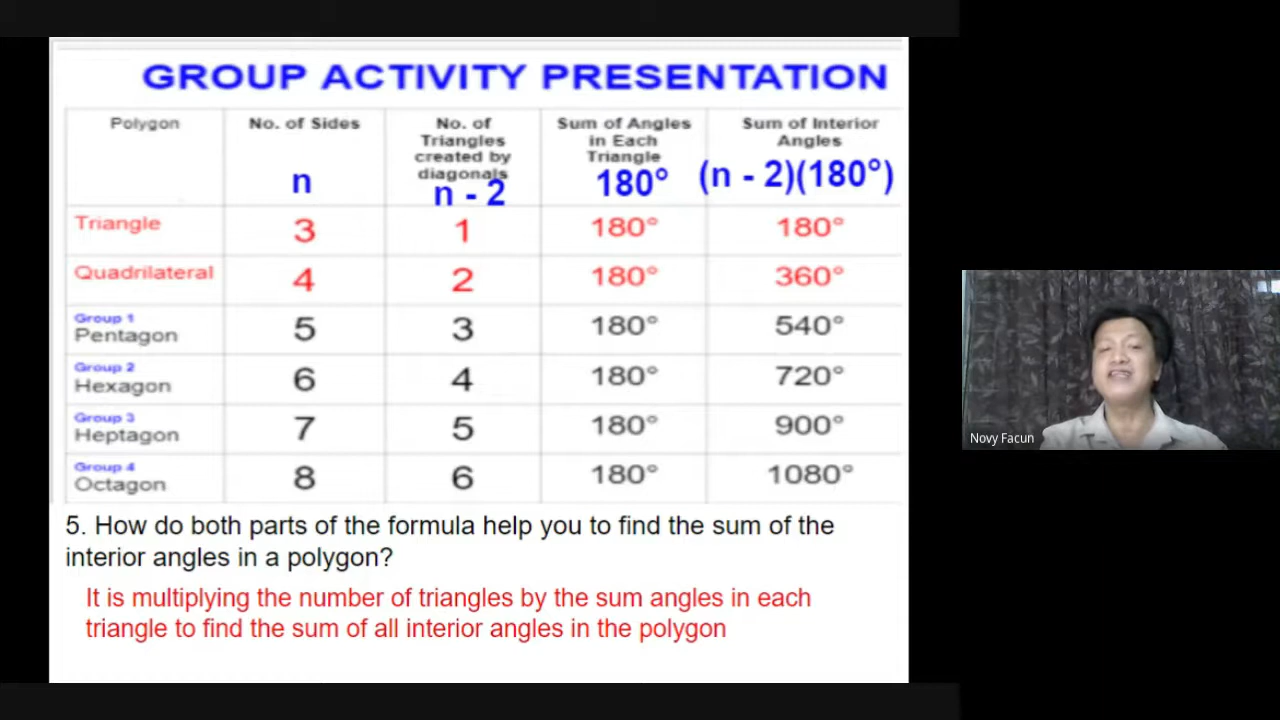 GROUP ACTIVITY PRESENTATION
Polygon
No. of Sides
n
No. of
Triangles
created by
diagonals
n - 2
Sum of Angles
in Each
Triangle
180°
Sum of Interior
Angles
(n - 2)(180°)
Triangle 3 1 180° 180°
Quadrilateral 4 2 180° 360°
Group 1
Pentagon 5 3 180° 540°
Group 2
Hexagon 6 4 180° 720°
Group 3
Heptagon 7 5 180° 900°
Group 4
Octagon 8 6 180° 1080°
5. How do both parts of the formula help you to find the sum of the
interior angles in a polygon?
It is multiplying the number of triangles by the sum angles in each
triangle to find the sum of all interior angles in the polygon
Novy Facun